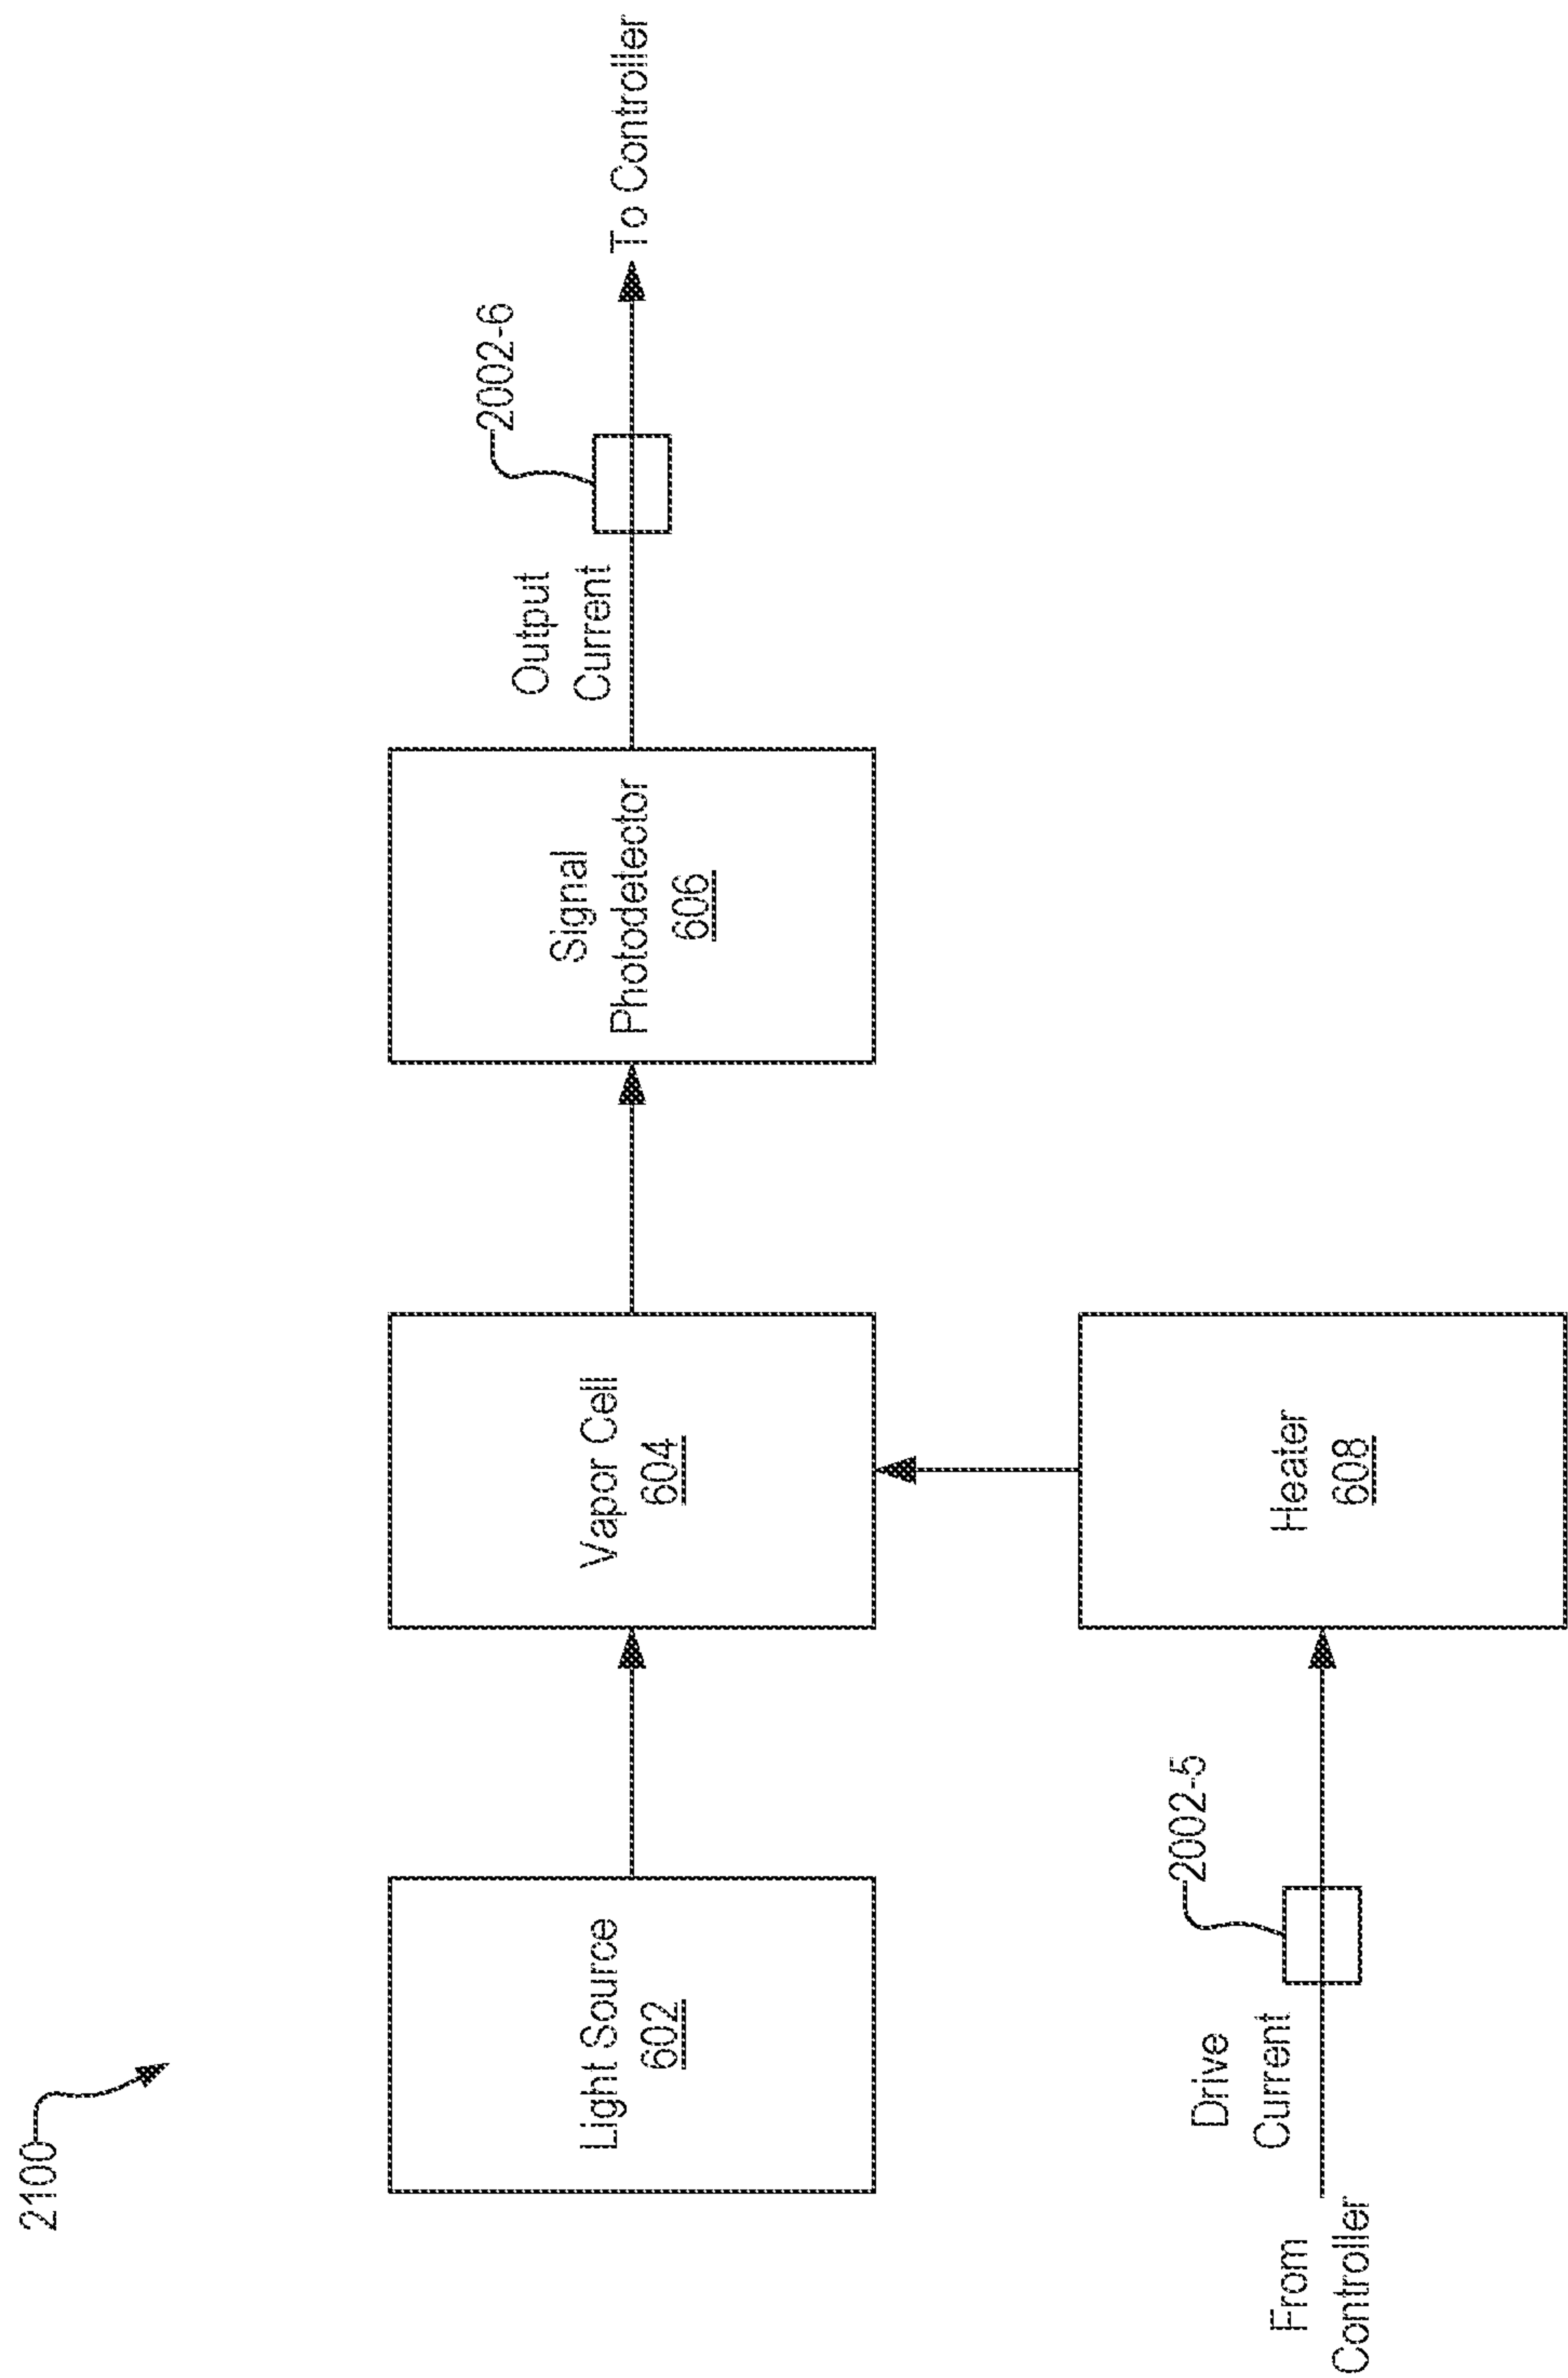 2100
Light Source
602
Vapor Cell
604
Signal
Photodetector
606
Output
Current
2002-6
To Controller
From
Controller
Drive
Current
2002-5
Heater
608